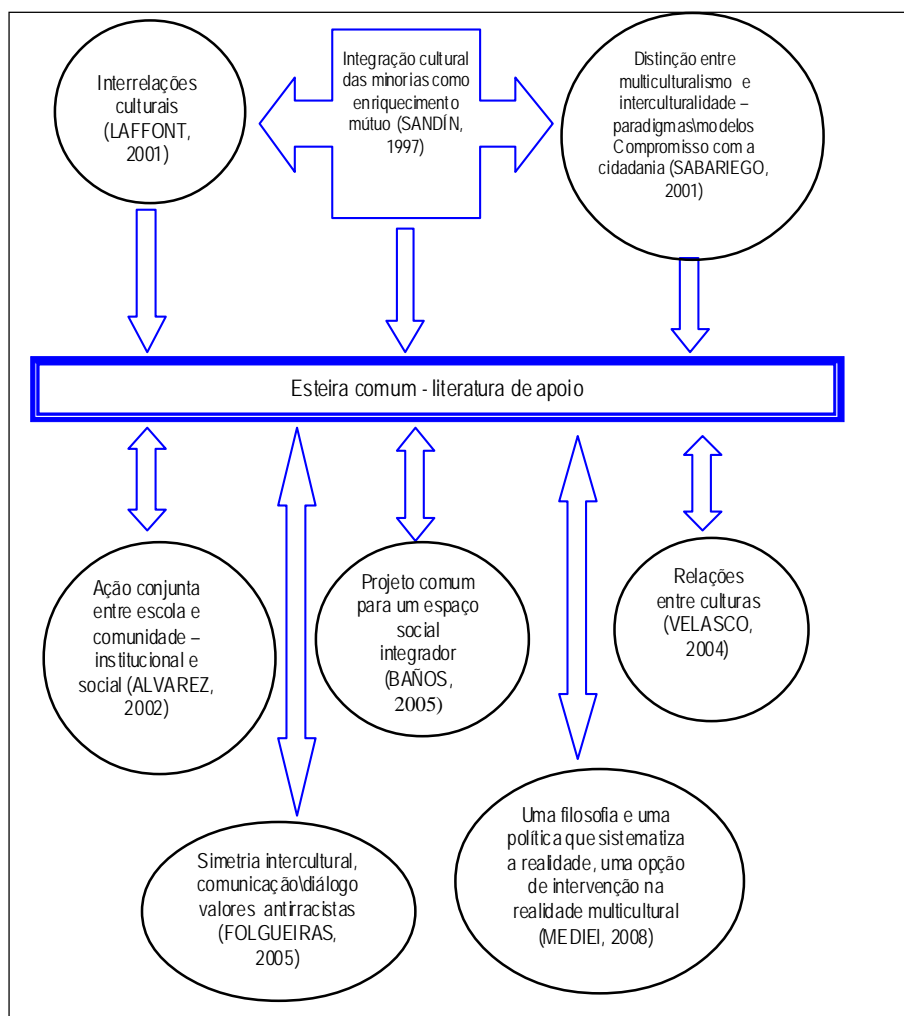 Interrelações
culturais
(LAFFONT,
2001)
Integração cultural
das minorias como
enriquecimento
mútuo (SANDÍN,
1997)
Distinção entre
multiculturalismo e
interculturalidade –
paradigmas\modelos
Compromisso com a
cidadania (SABARIEGO,
2001)
Esteira comum - literatura de apoio
Ação conjunta
entre escola e
comunidade –
institucional e
social (ALVAREZ,
2002)
Projeto comum
para um espaço
social
integrador
(BAÑOS,
2005)
Relações
entre culturas
(VELASCO,
2004)
Simetria intercultural,
comunicação\diálogo
valores antirracistas
(FOLGUEIRAS,
2005)
Uma filosofia e uma
política que sistematiza
a realidade, uma opção
de intervenção na
realidade multicultural
(MEDIEI, 2008)